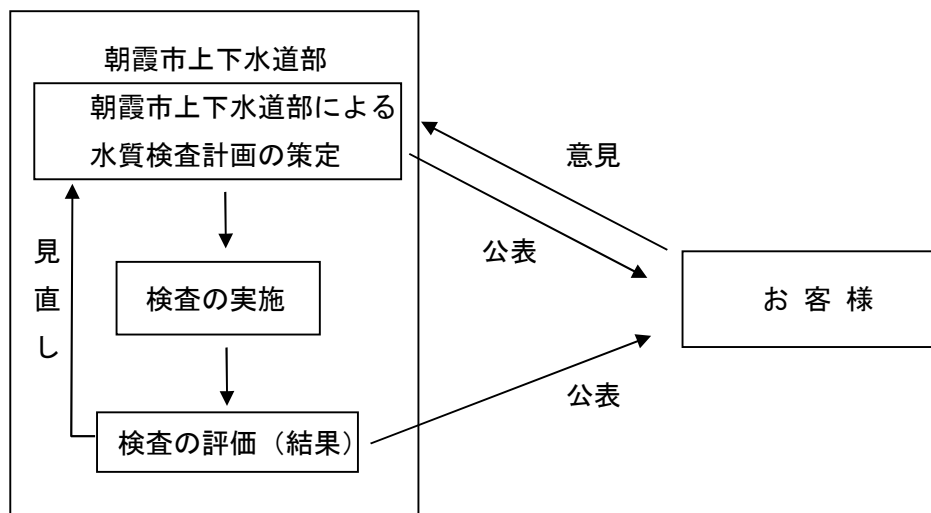 朝霞市上下水道部
朝霞市上下水道部による
水質検査計画の策定
意見
公表
見直し
検査の実施
お 客 様
公表
検査の評価（結果）